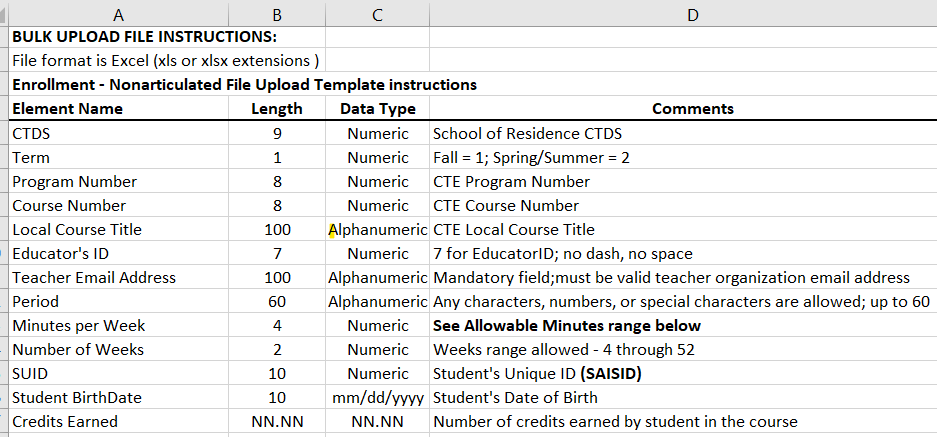 A B C D
BULK UPLOAD FILE INSTRUCTIONS:
File format is Excel (xls or xlsx extensions )
Enrollment - Nonarticulated File Upload Template instructions
Element Name Length Data Type Comments
CTDS 9 Numeric School of Residence CTDS
Term 1 Numeric Fall = 1; Spring/Summer = 2
Program Number 8 Numeric CTE Program Number
Course Number 8 Numeric CTE Course Number
Local Course Title 100 Alphanumeric CTE Local Course Title
Educator's ID 7 Numeric 7 for EducatorID; no dash, no space
Teacher Email Address 100 Alphanumeric Mandatory field;must be valid teacher organization email address
Period 60 Alphanumeric Any characters, numbers, or special characters are allowed; up to 60
Minutes per Week 4 Numeric See Allowable Minutes range below
Number of Weeks 2 Numeric Weeks range allowed - 4 through 52
SUID 10 Numeric Student's Unique ID (SAISID)
Student BirthDate 10 mm/dd/yyyy Student's Date of Birth
Credits Earned NN.NN NN.NN Number of credits earned by student in the course